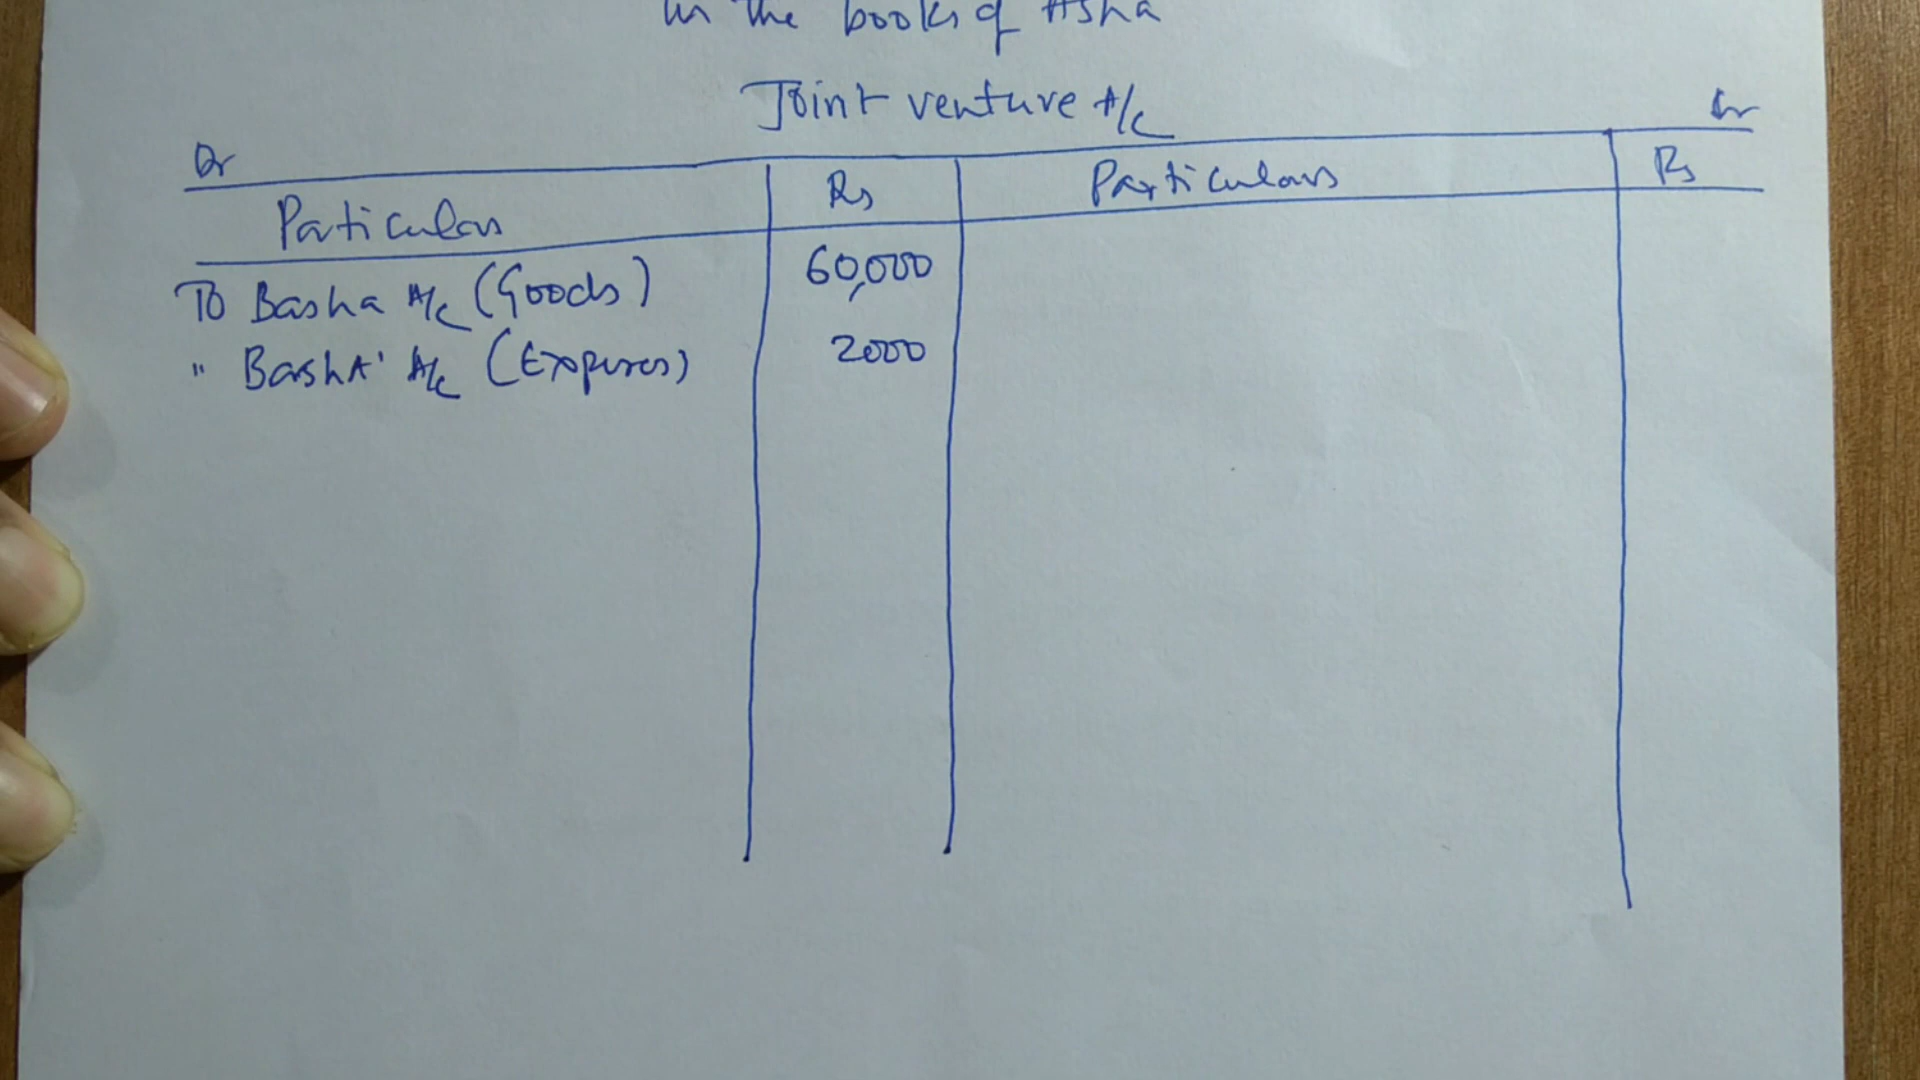 In the books of Asha
Joint venture A/c
Dr Cr
Particulars Rs Particulars Rs
To Basha A/c (Goods) 60,000
" BashA' A/c (Expenses) 2000